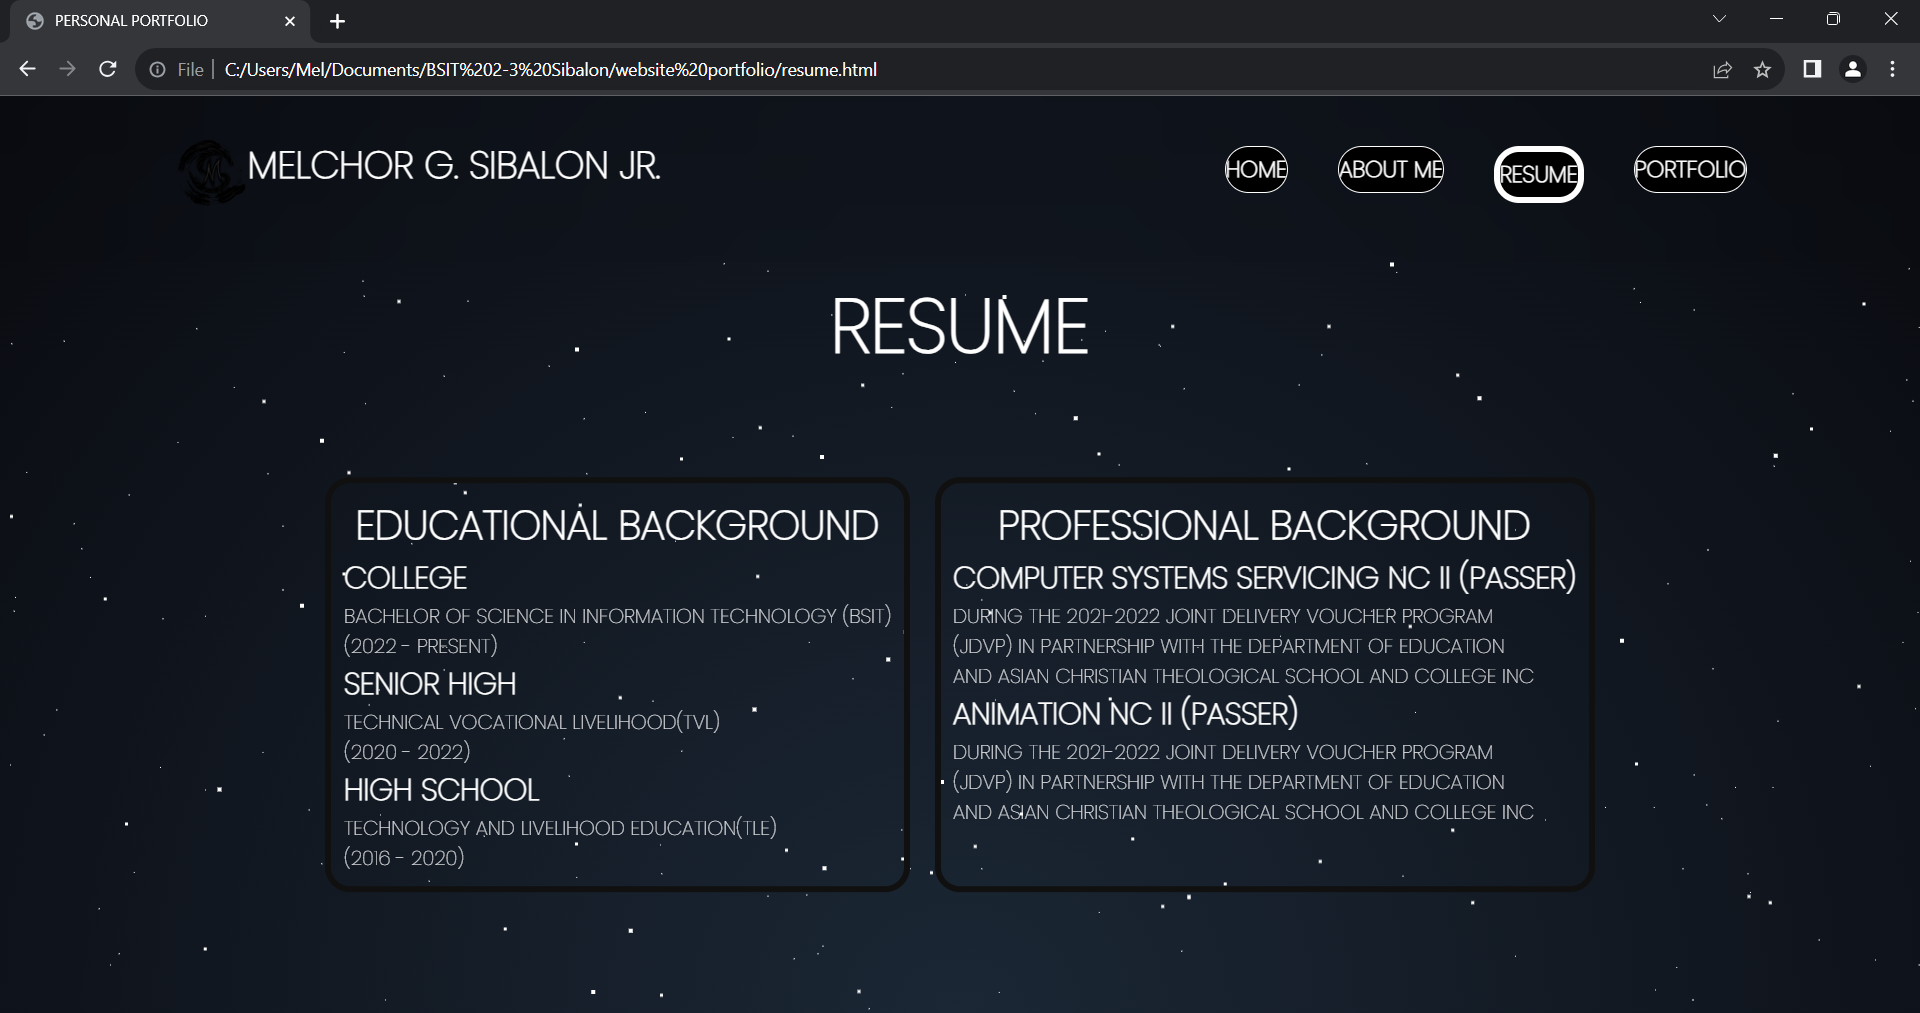 PERSONAL PORTFOLIO
File C:/Users/Mel/Documents/BSIT%202-3%20Sibalon/website%20portfolio/resume.html
MELCHOR G. SIBALON JR.
HOME
ABOUT ME
RESUME
PORTFOLIO
RESUME
EDUCATIONAL BACKGROUND
COLLEGE
BACHELOR OF SCIENCE IN INFORMATION TECHNOLOGY (BSIT)
(2022 - PRESENT)
SENIOR HIGH
TECHNICAL VOCATIONAL LIVELIHOOD(TVL)
(2020 - 2022)
HIGH SCHOOL
TECHNOLOGY AND LIVELIHOOD EDUCATION(TLE)
(2016 - 2020)
PROFESSIONAL BACKGROUND
COMPUTER SYSTEMS SERVICING NC II (PASSER)
DURING THE 2021-2022 JOINT DELIVERY VOUCHER PROGRAM
(JDVP) IN PARTNERSHIP WITH THE DEPARTMENT OF EDUCATION
AND ASIAN CHRISTIAN THEOLOGICAL SCHOOL AND COLLEGE INC
ANIMATION NC II (PASSER)
DURING THE 2021-2022 JOINT DELIVERY VOUCHER PROGRAM
(JDVP) IN PARTNERSHIP WITH THE DEPARTMENT OF EDUCATION
AND ASIAN CHRISTIAN THEOLOGICAL SCHOOL AND COLLEGE INC